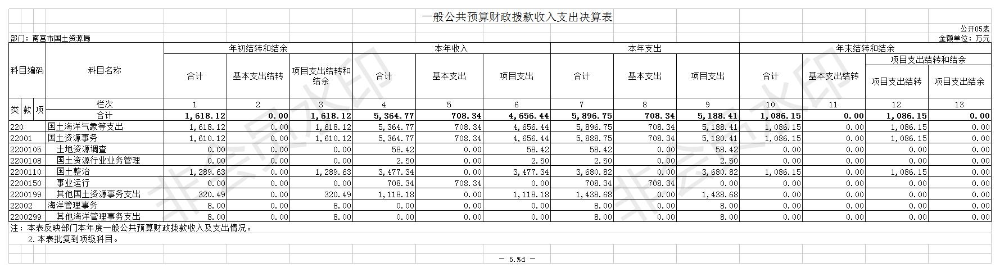 一般公共预算财政拨款收入支出决算表
公开05表
部门：南宫市国土资源局 金额单位：万元
科目编码 科目名称 年初结转和结余 本年收入 本年支出 年末结转和结余
合计 基本支出结转 项目支出结转和结余 合计 基本支出 项目支出 合计 基本支出 项目支出 合计 基本支出结转 项目支出结转和结余
项目支出结转 项目支出结余
类 款 项 栏次 1 2 3 4 5 6 7 8 9 10 11 12 13
合计 1,618.12 0.00 1,618.12 5,364.77 708.34 4,656.44 5,896.75 708.34 5,188.41 1,086.15 0.00 1,086.15 0.00
220 国土海洋气象等支出 1,618.12 0.00 1,618.12 5,364.77 708.34 4,656.44 5,896.75 708.34 5,188.41 1,086.15 0.00 1,086.15 0.00
22001 国土资源事务 1,610.12 0.00 1,610.12 5,364.77 708.34 4,656.44 5,888.75 708.34 5,180.41 1,086.15 0.00 1,086.15 0.00
2200105 土地资源调查 0.00 0.00 0.00 58.42 0.00 58.42 58.42 0.00 58.42 0.00 0.00 0.00 0.00
2200108 国土资源行业业务管理 0.00 0.00 0.00 2.50 0.00 2.50 2.50 0.00 2.50 0.00 0.00 0.00 0.00
2200110 国土整治 1,289.63 0.00 1,289.63 3,477.34 0.00 3,477.34 3,680.82 0.00 3,680.82 1,086.15 0.00 1,086.15 0.00
2200150 事业运行 0.00 0.00 0.00 708.34 708.34 0.00 708.34 708.34 0.00 0.00 0.00 0.00 0.00
2200199 其他国土资源事务支出 320.49 0.00 320.49 1,118.18 0.00 1,118.18 1,438.68 0.00 1,438.68 0.00 0.00 0.00 0.00
22002 海洋管理事务 8.00 0.00 8.00 0.00 0.00 0.00 8.00 0.00 8.00 0.00 0.00 0.00 0.00
2200299 其他海洋管理事务支出 8.00 0.00 8.00 0.00 0.00 0.00 8.00 0.00 8.00 0.00 0.00 0.00 0.00
注：本表反映部门本年度一般公共预算财政拨款收入及支出情况。
2.本表批复到项级科目。
— 5.%d —
非会员水印
非会员水印